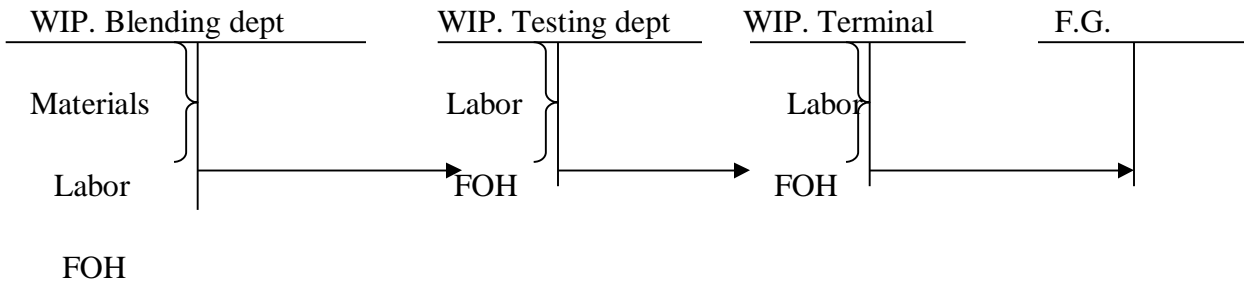 WIP. Blending dept WIP. Testing dept WIP. Terminal F.G.
Materials Labor Labor
Labor FOH FOH
FOH